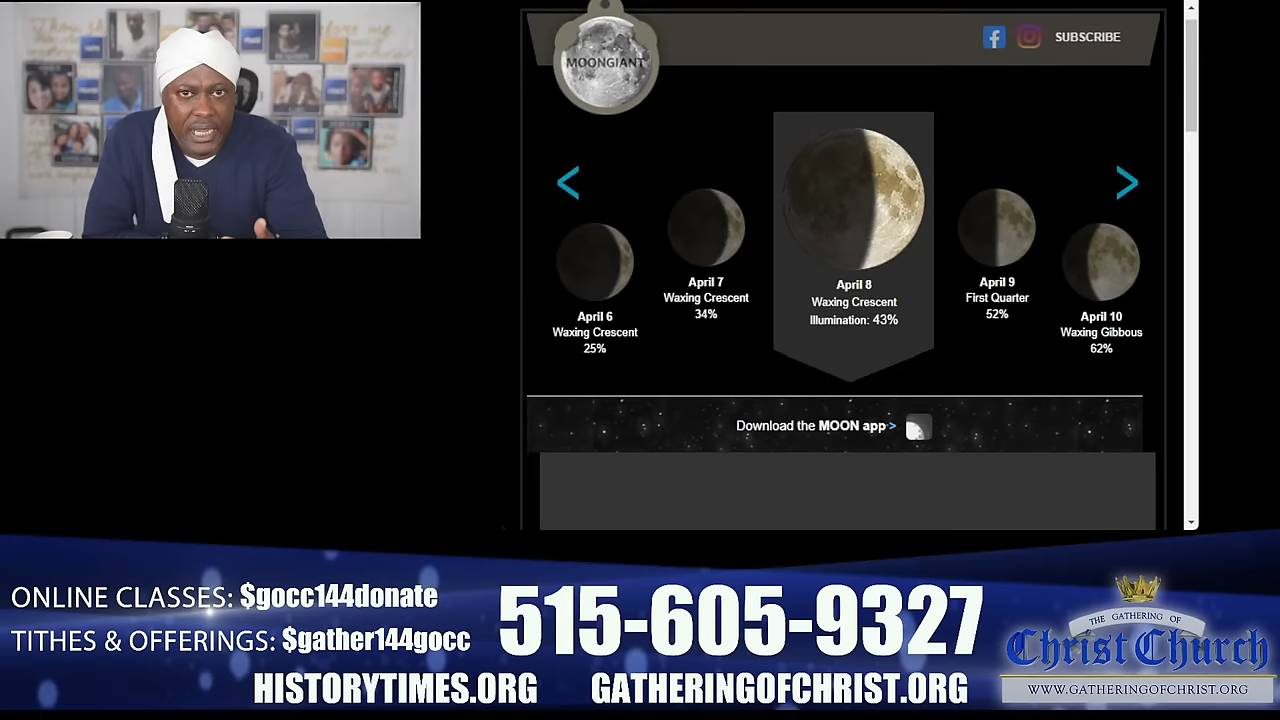 MOONGIANT
SUBSCRIBE
April 6
Waxing Crescent
25%
April 7
Waxing Crescent
34%
April 8
Waxing Crescent
Illumination: 43%
April 9
First Quarter
52%
April 10
Waxing Gibbous
62%
Download the MOON app >
ONLINE CLASSES: $gocc144donate
TITHES & OFFERINGS: $gather144gocc
515-605-9327
HISTORYTIMES.ORG
GATHERINGOFCHRIST.ORG
THE GATHERING OF
Christ Church
WWW.GATHERINGOFCHRIST.ORG